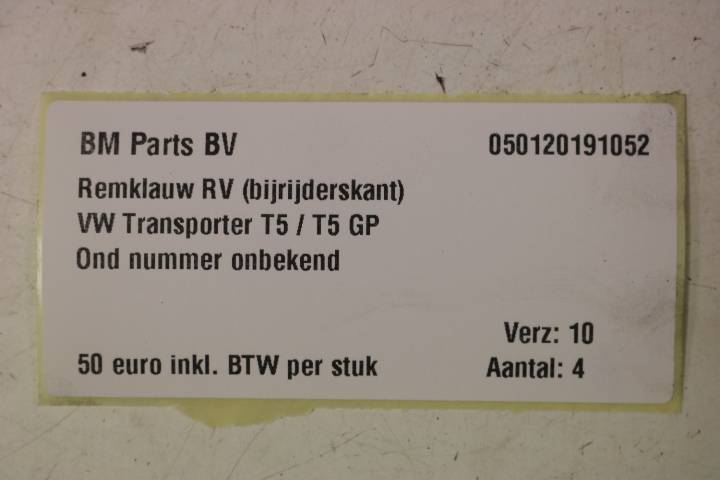 BM Parts BV 050120191052
Remklauw RV (bijrijderskant)
VW Transporter T5 / T5 GP
Ond nummer onbekend
Verz: 10
50 euro inkl. BTW per stuk Aantal: 4